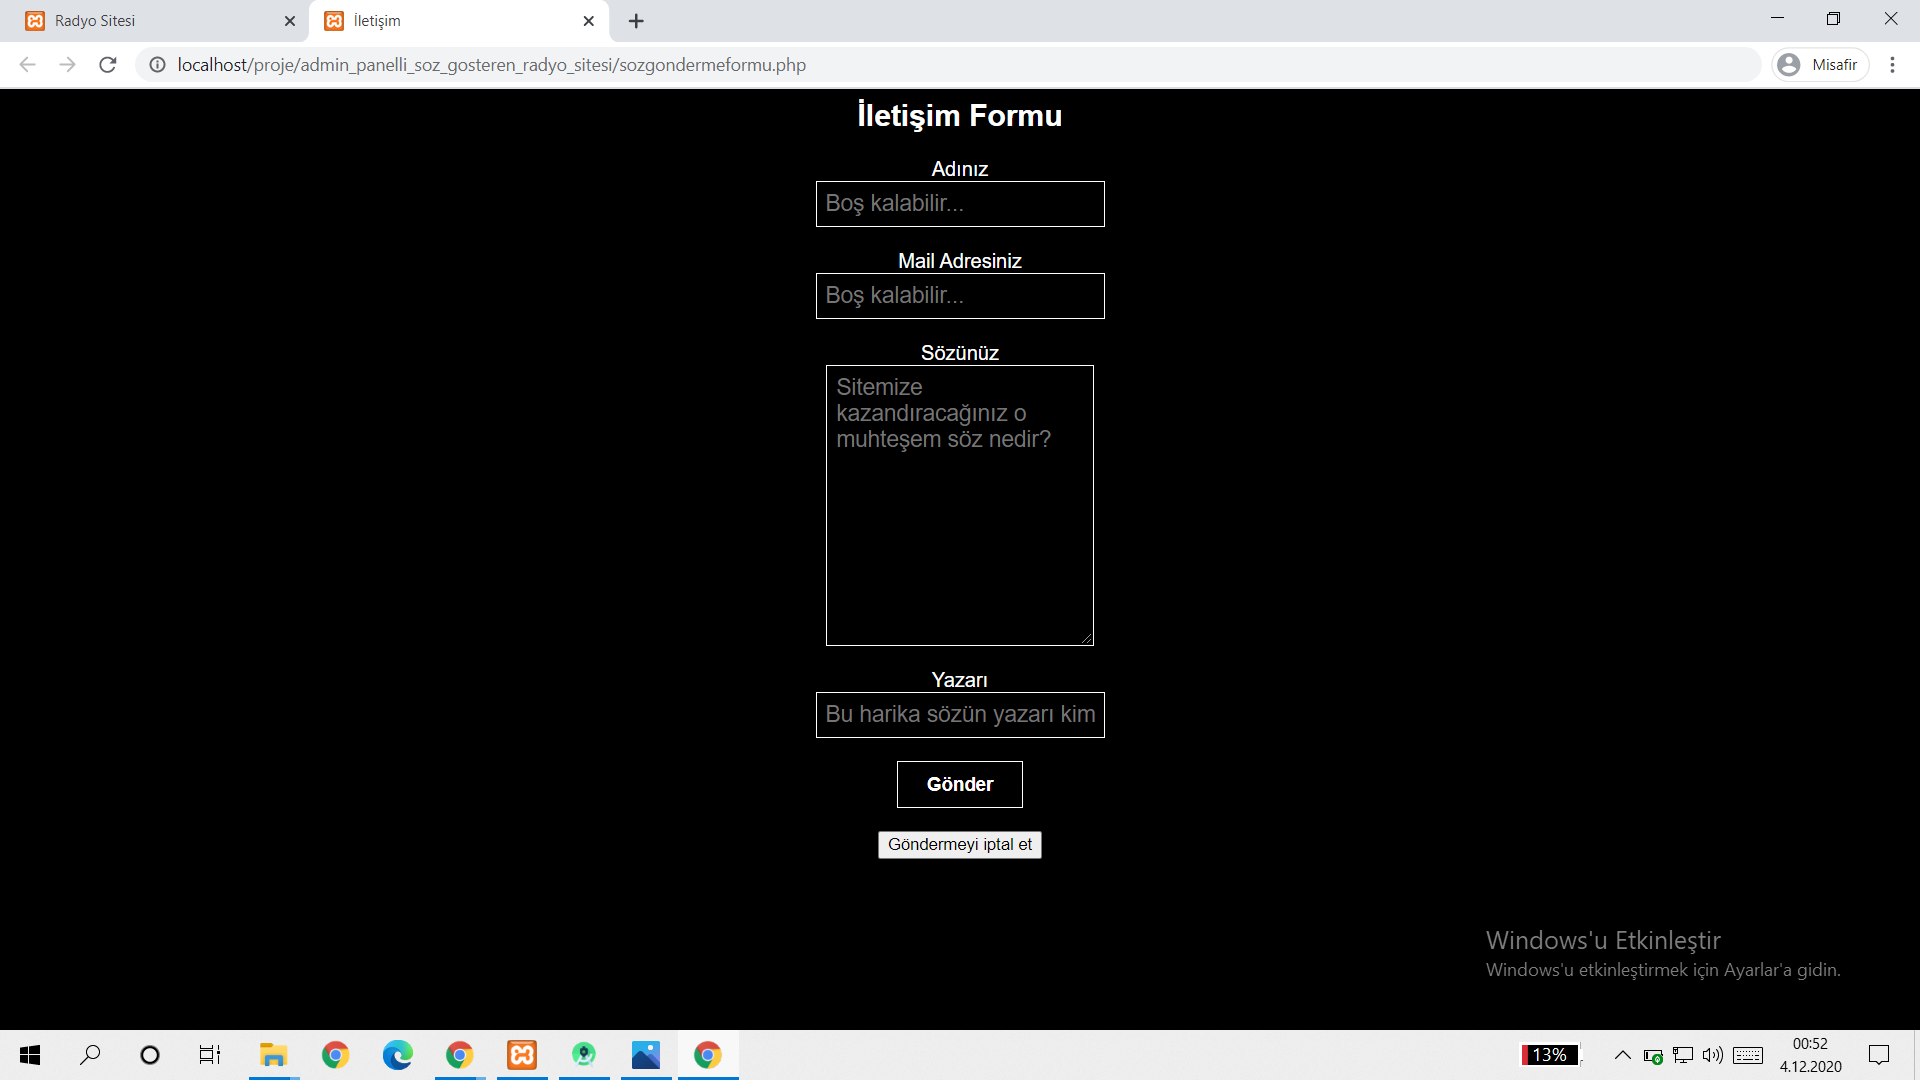 Radyo Sitesi
İletişim
localhost/proje/admin_panelli_soz_gosteren_radyo_sitesi/sozgondermeformu.php
Misafir
İletişim Formu
Adınız
Boş kalabilir...
Mail Adresiniz
Boş kalabilir...
Sözünüz
Sitemize
kazandıracağınız o
muhteşem söz nedir?
Yazarı
Bu harika sözün yazarı kim
Gönder
Göndermeyi iptal et
Windows'u Etkinleştir
Windows'u etkinleştirmek için Ayarlar'a gidin.
13%
00:52
4.12.2020